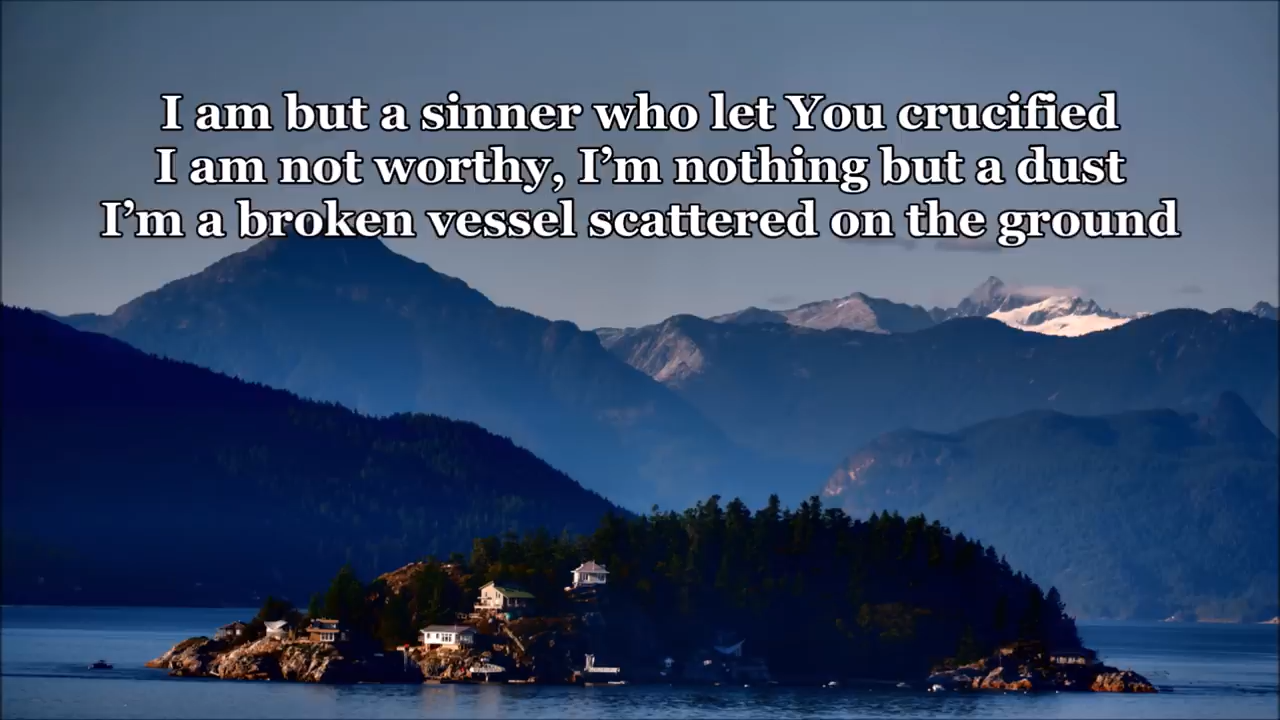 I am but a sinner who let You crucified
I am not worthy, I’m nothing but a dust
I’m a broken vessel scattered on the ground